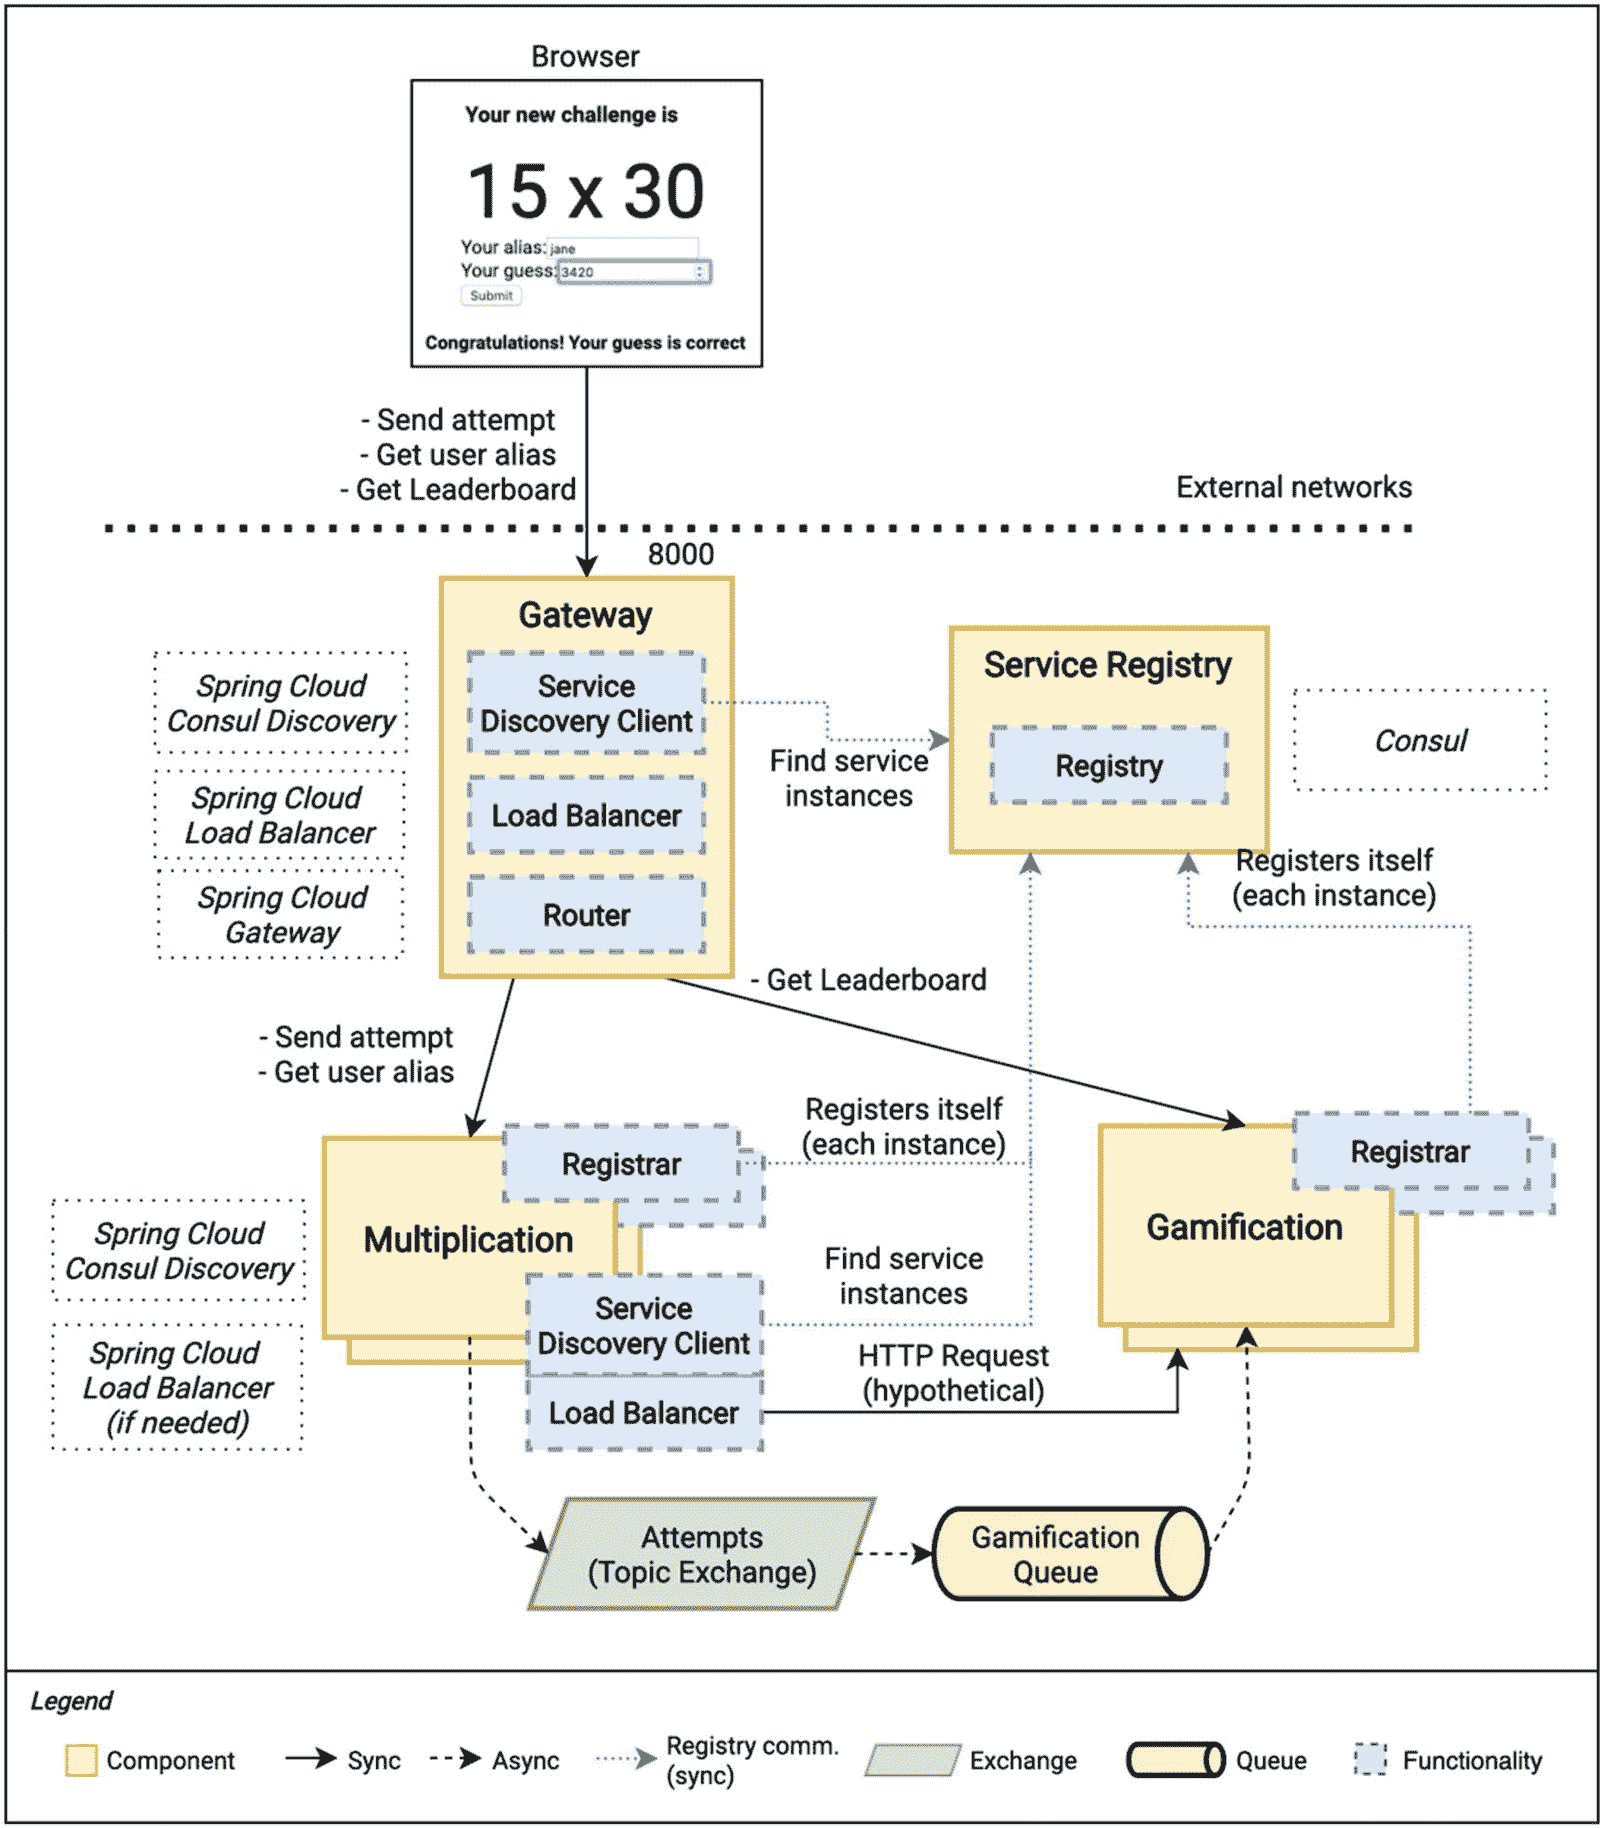 Browser
Your new challenge is
15 x 30
Your alias: jane
Your guess: 3420
Submit
Congratulations! Your guess is correct
- Send attempt
- Get user alias
- Get Leaderboard
External networks
8000
Gateway
Service
Discovery Client
Load Balancer
Router
Spring Cloud
Consul Discovery
Spring Cloud
Load Balancer
Spring Cloud
Gateway
Find service
instances
Service Registry
Registry
Consul
Registers itself
(each instance)
- Get Leaderboard
- Send attempt
- Get user alias
Registers itself
(each instance)
Registrar
Multiplication
Registrar
Gamification
Spring Cloud
Consul Discovery
Find service
instances
Service
Discovery Client
Spring Cloud
Load Balancer
(if needed)
HTTP Request
(hypothetical)
Load Balancer
Attempts
(Topic Exchange)
Gamification
Queue
Legend
Component
Sync
Async
Registry comm.
(sync)
Exchange
Queue
Functionality